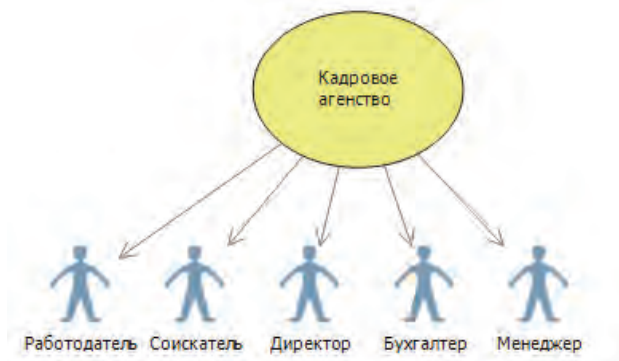 Кадровое
агенство
Работодатель Соискатель Директор Бухгалтер Менеджер